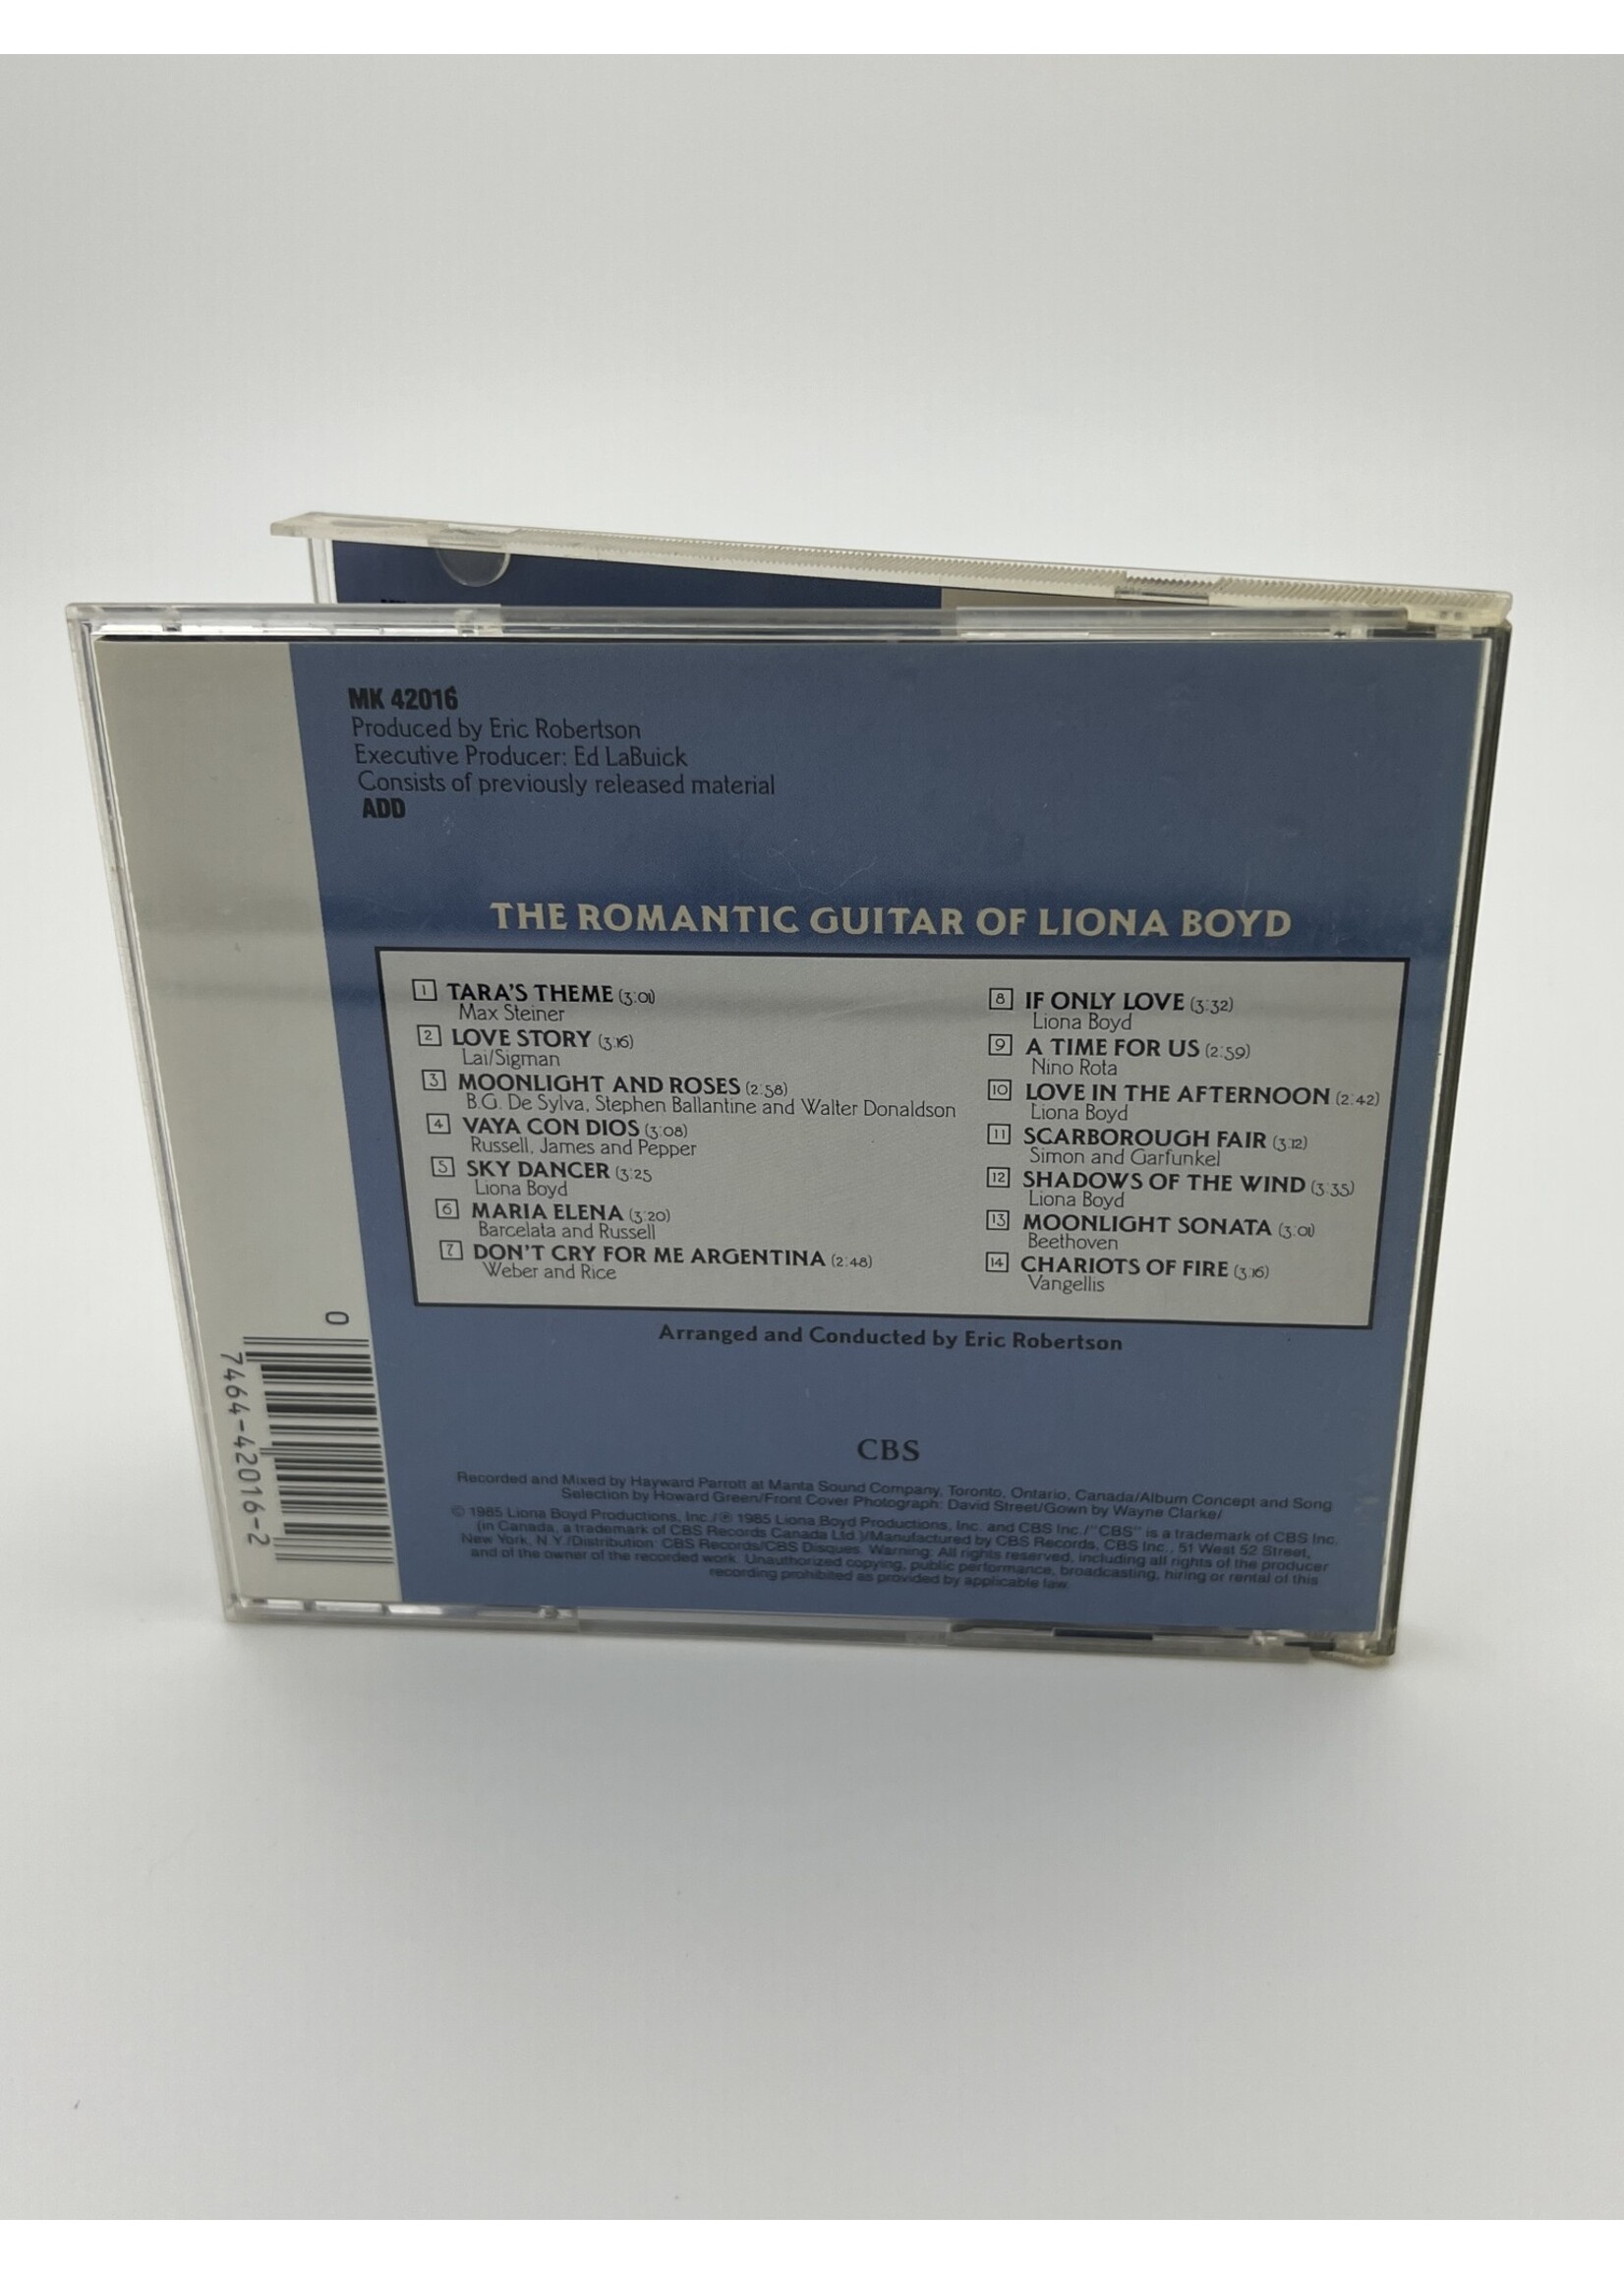 MK 42016
Produced by Eric Robertson
Executive Producer: Ed LaBuick
Consists of previously released material
ADD
THE ROMANTIC GUITAR OF LIONA BOYD
1 TARA'S THEME (3:01)
Max Steiner
2 LOVE STORY (3:16)
Lai/Sigman
3 MOONLIGHT AND ROSES (2:58)
B.G. De Sylva, Stephen Ballantine and Walter Donaldson
4 VAYA CON DIOS (3:08)
Russell, James and Pepper
5 SKY DANCER (3:25
Liona Boyd
6 MARIA ELENA (3:20)
Barcelata and Russell
7 DON'T CRY FOR ME ARGENTINA (2:48)
Weber and Rice
8 IF ONLY LOVE (3:32)
Liona Boyd
9 A TIME FOR US (2:59)
Nino Rota
10 LOVE IN THE AFTERNOON (2:42)
Liona Boyd
11 SCARBOROUGH FAIR (3:12)
Simon and Garfunkel
12 SHADOWS OF THE WIND (3:35)
Liona Boyd
13 MOONLIGHT SONATA (3:01)
Beethoven
14 CHARIOTS OF FIRE (3:16)
Vangellis
Arranged and Conducted by Eric Robertson
CBS
Recorded and Mixed by Hayward Parrott at Manta Sound Company, Toronto, Ontario, Canada/Album Concept and Song
Selection by Howard Green/Front Cover Photograph: David Street/Gown by Wayne Clarke/
© 1985 Liona Boyd Productions, Inc./℗ 1985 Liona Boyd Productions, Inc. and CBS Inc./"CBS" is a trademark of CBS Inc.
(in Canada, a trademark of CBS Records Canada Ltd.)/Manufactured by CBS Records, CBS Inc., 51 West 52 Street,
New York, N.Y./Distribution: CBS Records/CBS Disques. Warning: All rights reserved, including all rights of the producer
and of the owner of the recorded work. Unauthorized copying, public performance, broadcasting, hiring or rental of this
recording prohibited as provided by applicable law.
0
7464-42016-2